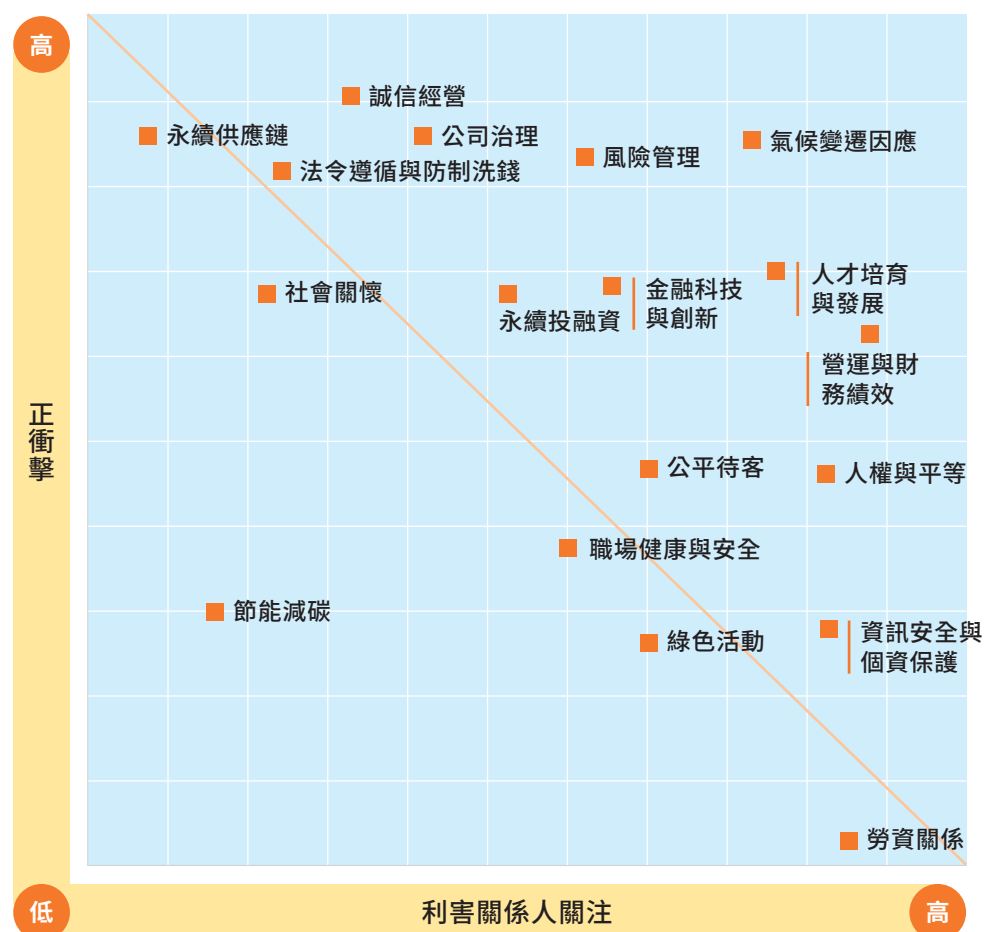 高
誠信經營
永續供應鏈
公司治理
氣候變遷因應
風險管理
法令遵循與防制洗錢
人才培育
與發展
社會關懷
永續投融資
金融科技
與創新
營運與財
務績效
正衝擊
公平待客
人權與平等
職場健康與安全
節能減碳
綠色活動
資訊安全與
個資保護
勞資關係
低
利害關係人關注
高